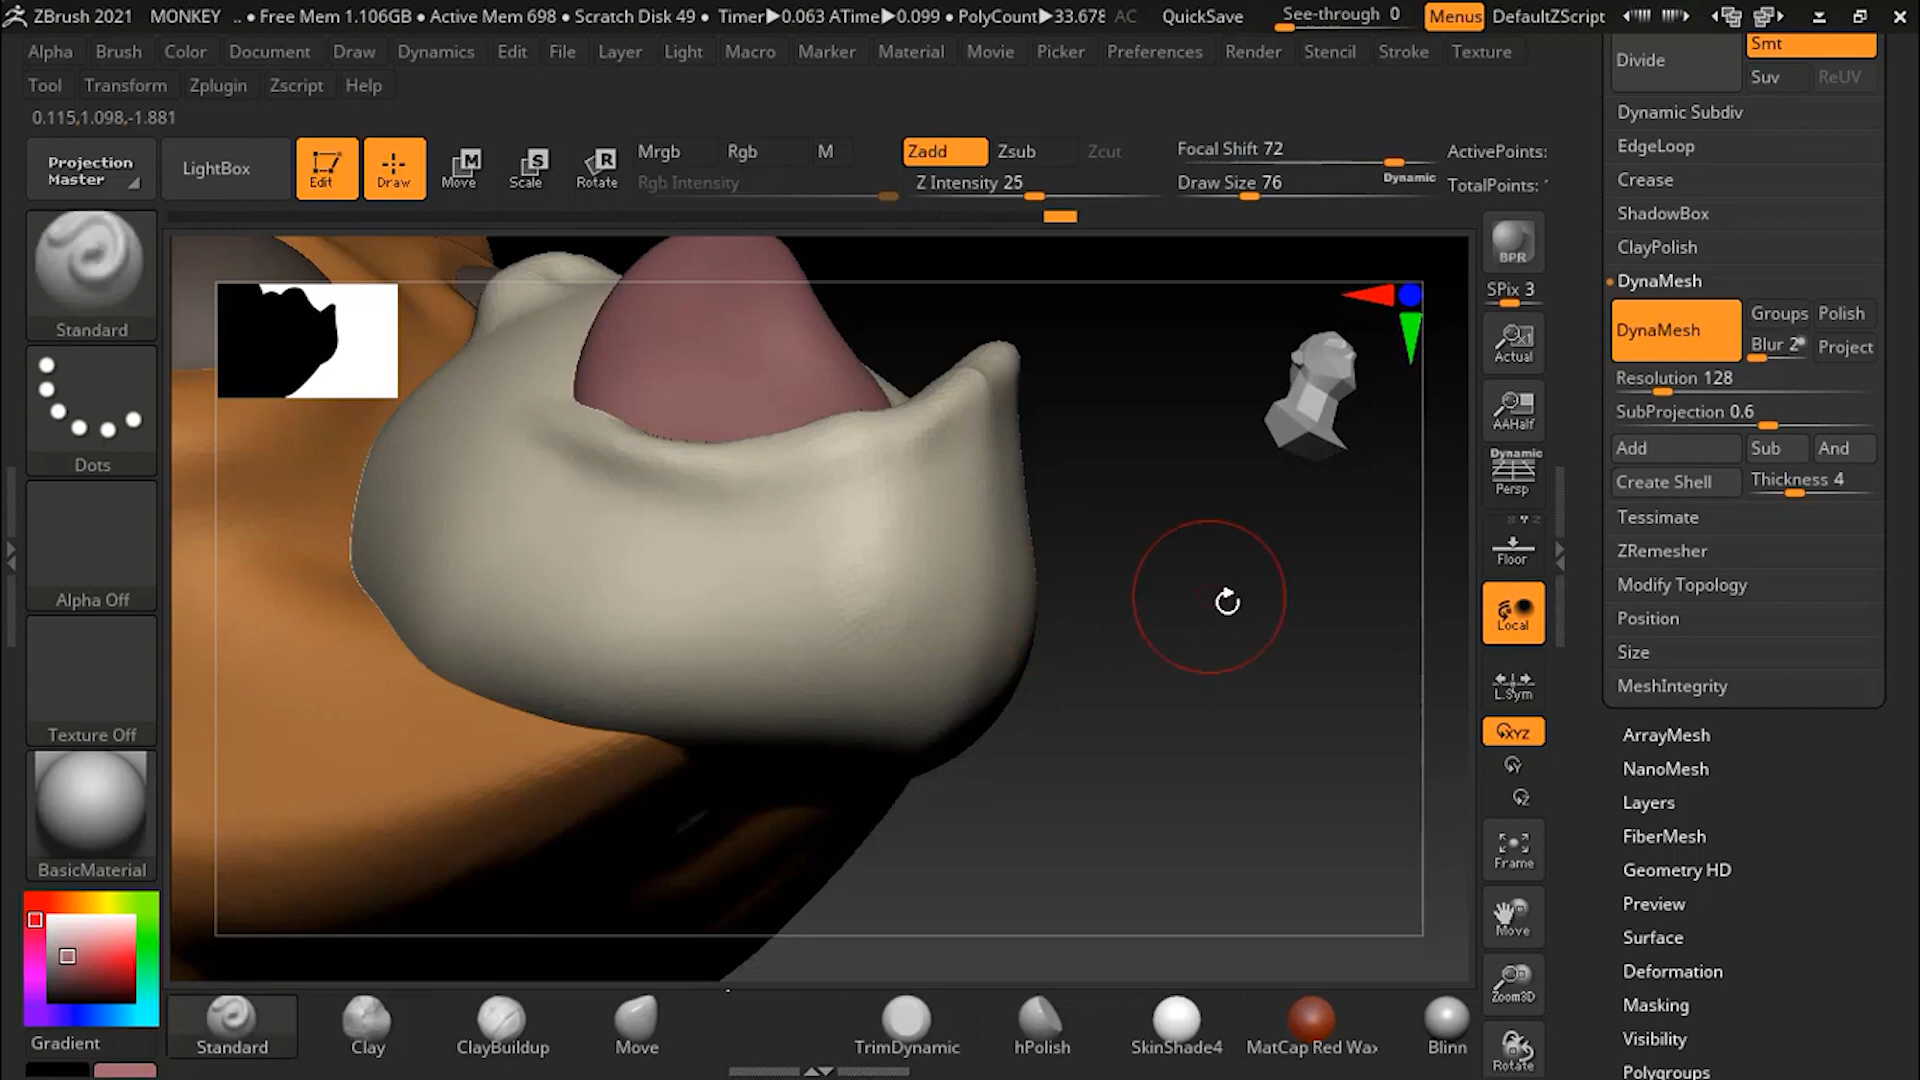 ZBrush 2021 MONKEY .. • Free Mem 1.106GB • Active Mem 698 • Scratch Disk 49 • Timer▶0.063 ATime▶0.099 • PolyCount▶33.678 AC QuickSave See-through 0 Menus DefaultZScript
Alpha Brush Color Document Draw Dynamics Edit File Layer Light Macro Marker Material Movie Picker Preferences Render Stencil Stroke Texture
Tool Transform Zplugin Zscript Help
0.115,1.098,-1.881
Projection Master
LightBox
Edit
Draw
M
Move
S
Scale
R
Rotate
Mrgb Rgb M
Rgb Intensity
Zadd Zsub Zcut
Z Intensity 25
Focal Shift 72
Draw Size 76
Dynamic
ActivePoints:
TotalPoints:
Standard
Dots
Alpha Off
Texture Off
BasicMaterial
Gradient
BPR
SPix 3
Actual
AAHalf
Dynamic
Persp
Floor
Local
L.Sym
XYZ
Y
Z
Frame
Move
Zoom3D
Rotate
Divide
Smt
Suv ReUV
Dynamic Subdiv
EdgeLoop
Crease
ShadowBox
ClayPolish
DynaMesh
DynaMesh
Groups Polish
Blur 2 Project
Resolution 128
SubProjection 0.6
Add Sub And
Create Shell Thickness 4
Tessimate
ZRemesher
Modify Topology
Position
Size
MeshIntegrity
ArrayMesh
NanoMesh
Layers
FiberMesh
Geometry HD
Preview
Surface
Deformation
Masking
Visibility
Polygroups
Standard Clay ClayBuildup Move TrimDynamic hPolish SkinShade4 MatCap Red Wax Blinn